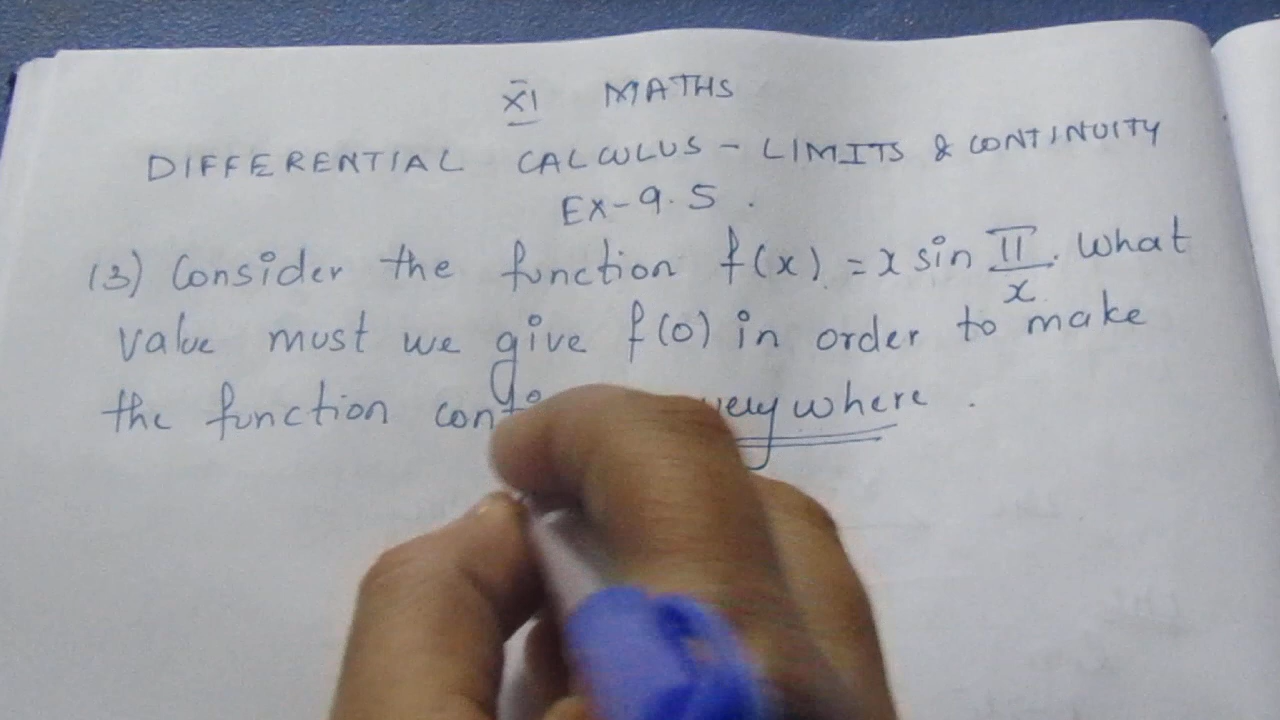 XI MATHS
DIFFERENTIAL CALCULUS - LIMITS & CONTINUITY
EX-9.5.
13) Consider the function f(x) = x sin π/x. What
value must we give f(0) in order to make
the function where.